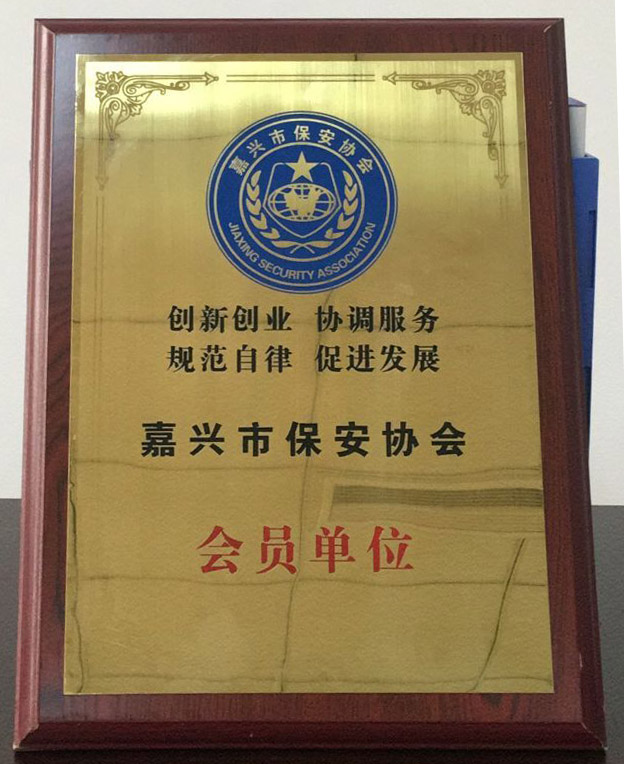 嘉兴市保安协会
JIAXING SECURITY ASSOCIATION
创新创业 协调服务
规范自律 促进发展
嘉兴市保安协会
会员单位